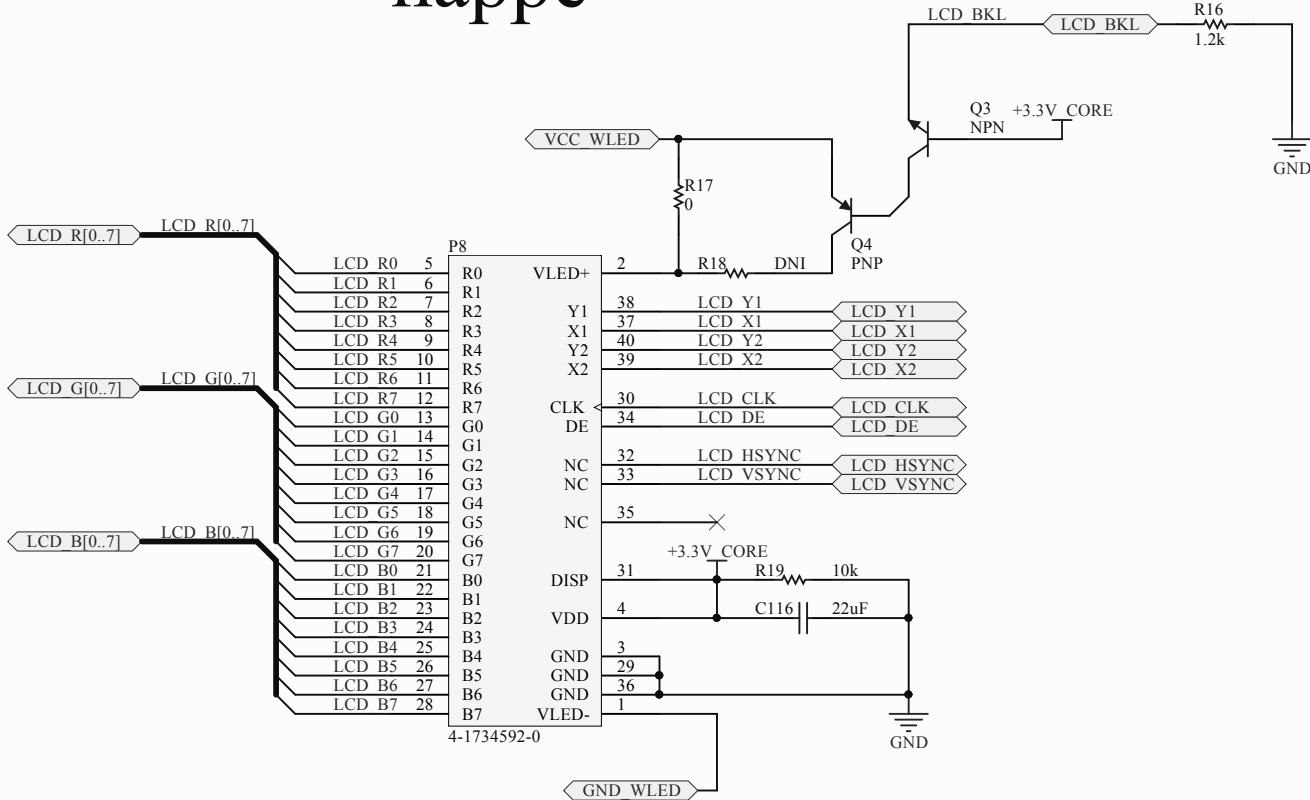 nappe
LCD_BKL
LCD_BKL
R16
1.2k
Q3
NPN
+3.3V_CORE
GND
VCC_WLED
R17
0
Q4
PNP
R18
DNI
LCD_R[0..7]
LCD_R[0..7]
LCD_G[0..7]
LCD_G[0..7]
LCD_B[0..7]
LCD_B[0..7]
P8
LCD_R0 5 R0
LCD_R1 6 R1
LCD_R2 7 R2
LCD_R3 8 R3
LCD_R4 9 R4
LCD_R5 10 R5
LCD_R6 11 R6
LCD_R7 12 R7
LCD_G0 13 G0
LCD_G1 14 G1
LCD_G2 15 G2
LCD_G3 16 G3
LCD_G4 17 G4
LCD_G5 18 G5
LCD_G6 19 G6
LCD_G7 20 G7
LCD_B0 21 B0
LCD_B1 22 B1
LCD_B2 23 B2
LCD_B3 24 B3
LCD_B4 25 B4
LCD_B5 26 B5
LCD_B6 27 B6
LCD_B7 28 B7
VLED+ 2
Y1 38 LCD_Y1 LCD_Y1
X1 37 LCD_X1 LCD_X1
Y2 40 LCD_Y2 LCD_Y2
X2 39 LCD_X2 LCD_X2
CLK 30 LCD_CLK LCD_CLK
DE 34 LCD_DE LCD_DE
NC 32 LCD_HSYNC LCD_HSYNC
NC 33 LCD_VSYNC LCD_VSYNC
NC 35
+3.3V_CORE
DISP 31 R19 10k
VDD 4 C116 22uF
GND 3
GND 29
GND 36
VLED- 1
4-1734592-0
GND
GND_WLED